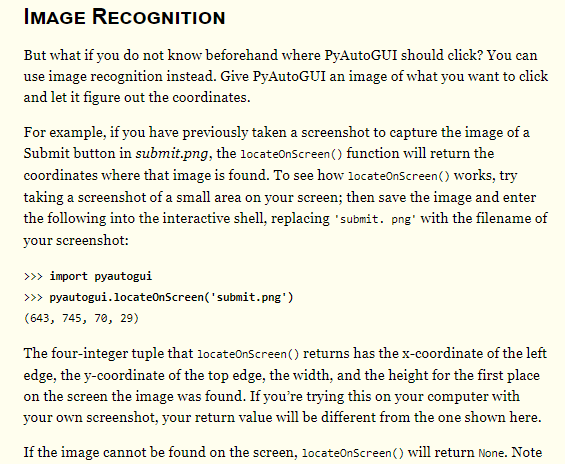 IMAGE RECOGNITION
But what if you do not know beforehand where PyAutoGUI should click? You can
use image recognition instead. Give PyAutoGUI an image of what you want to click
and let it figure out the coordinates.
For example, if you have previously taken a screenshot to capture the image of a
Submit button in submit.png, the locateOnScreen() function will return the
coordinates where that image is found. To see how locateOnScreen() works, try
taking a screenshot of a small area on your screen; then save the image and enter
the following into the interactive shell, replacing 'submit. png' with the filename of
your screenshot:
>>> import pyautogui
>>> pyautogui.locateOnScreen('submit.png')
(643, 745, 70, 29)
The four-integer tuple that locateOnScreen() returns has the x-coordinate of the left
edge, the y-coordinate of the top edge, the width, and the height for the first place
on the screen the image was found. If you’re trying this on your computer with
your own screenshot, your return value will be different from the one shown here.
If the image cannot be found on the screen, locateOnScreen() will return None. Note